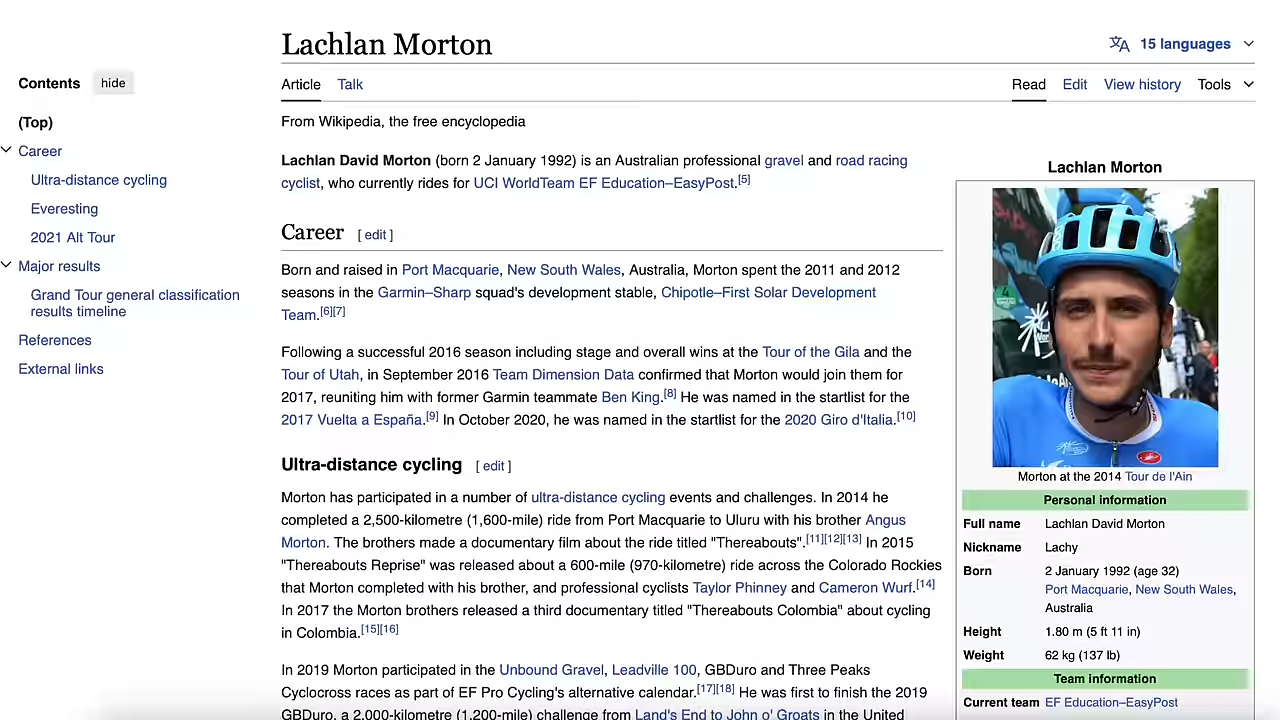 Lachlan Morton
15 languages
Contents hide
(Top)
Career
Ultra-distance cycling
Everesting
2021 Alt Tour
Major results
Grand Tour general classification
results timeline
References
External links
Article Talk
Read Edit View history Tools
From Wikipedia, the free encyclopedia
Lachlan David Morton (born 2 January 1992) is an Australian professional gravel and road racing
cyclist, who currently rides for UCI WorldTeam EF Education–EasyPost.[5]
Career [ edit ]
Born and raised in Port Macquarie, New South Wales, Australia, Morton spent the 2011 and 2012
seasons in the Garmin–Sharp squad's development stable, Chipotle–First Solar Development
Team.[6][7]
Following a successful 2016 season including stage and overall wins at the Tour of the Gila and the
Tour of Utah, in September 2016 Team Dimension Data confirmed that Morton would join them for
2017, reuniting him with former Garmin teammate Ben King.[8] He was named in the startlist for the
2017 Vuelta a España.[9] In October 2020, he was named in the startlist for the 2020 Giro d'Italia.[10]
Ultra-distance cycling [ edit ]
Morton has participated in a number of ultra-distance cycling events and challenges. In 2014 he
completed a 2,500-kilometre (1,600-mile) ride from Port Macquarie to Uluru with his brother Angus
Morton. The brothers made a documentary film about the ride titled "Thereabouts".[11][12][13] In 2015
"Thereabouts Reprise" was released about a 600-mile (970-kilometre) ride across the Colorado Rockies
that Morton completed with his brother, and professional cyclists Taylor Phinney and Cameron Wurf.[14]
In 2017 the Morton brothers released a third documentary titled "Thereabouts Colombia" about cycling
in Colombia.[15][16]
In 2019 Morton participated in the Unbound Gravel, Leadville 100, GBDuro and Three Peaks
Cyclocross races as part of EF Pro Cycling's alternative calendar.[17][18] He was first to finish the 2019
GBDuro, a 2,000-kilometre (1,200-mile) challenge from Land's End to John o' Groats in the United
Lachlan Morton
Morton at the 2014 Tour de l'Ain
Personal information
Full name Lachlan David Morton
Nickname Lachy
Born 2 January 1992 (age 32)
Port Macquarie, New South Wales,
Australia
Height 1.80 m (5 ft 11 in)
Weight 62 kg (137 lb)
Team information
Current team EF Education–EasyPost